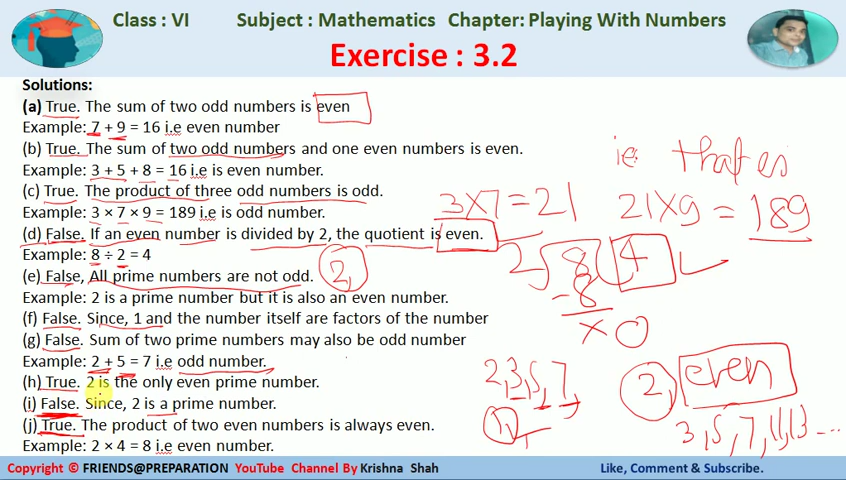 Class : VI Subject : Mathematics Chapter: Playing With Numbers
Exercise : 3.2
Solutions:
(a) True. The sum of two odd numbers is even
Example: 7 + 9 = 16 i.e even number
(b) True. The sum of two odd numbers and one even numbers is even.
Example: 3 + 5 + 8 = 16 i.e is even number.
(c) True. The product of three odd numbers is odd.
Example: 3 × 7 × 9 = 189 i.e is odd number.
(d) False. If an even number is divided by 2, the quotient is even.
Example: 8 ÷ 2 = 4
(e) False, All prime numbers are not odd.
Example: 2 is a prime number but it is also an even number.
(f) False. Since, 1 and the number itself are factors of the number
(g) False. Sum of two prime numbers may also be odd number
Example: 2 + 5 = 7 i.e odd number.
(h) True. 2 is the only even prime number.
(i) False. Since, 2 is a prime number.
(j) True. The product of two even numbers is always even.
Example: 2 × 4 = 8 i.e even number.
ie that is
3×7=21 21×9=189
2, 2 8 4
-8
×0
2,3,5,7, 2, even
1, 3,5,7,11,13...
Copyright © FRIENDS@PREPARATION YouTube Channel By Krishna Shah Like, Comment & Subscribe.